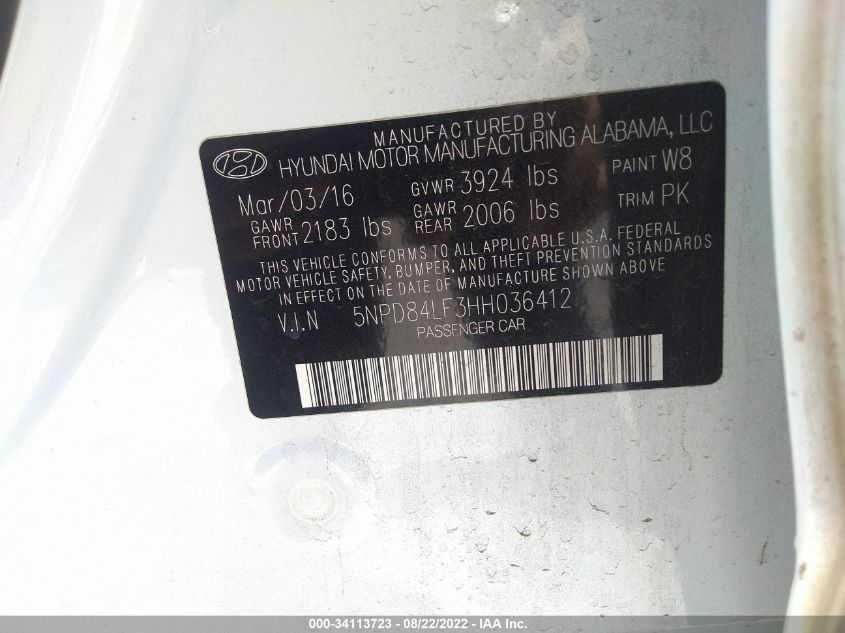 MANUFACTURED BY
HYUNDAI MOTOR MANUFACTURING ALABAMA, LLC
Mar/03/16 GVWR 3924 lbs PAINT W8
GAWR FRONT 2183 lbs GAWR REAR 2006 lbs TRIM PK
THIS VEHICLE CONFORMS TO ALL APPLICABLE U.S.A. FEDERAL
MOTOR VEHICLE SAFETY, BUMPER, AND THEFT PREVENTION STANDARDS
IN EFFECT ON THE DATE OF MANUFACTURE SHOWN ABOVE
V.I.N 5NPD84LF3HH036412
PASSENGER CAR
000-34113723 - 08/22/2022 - IAA Inc.